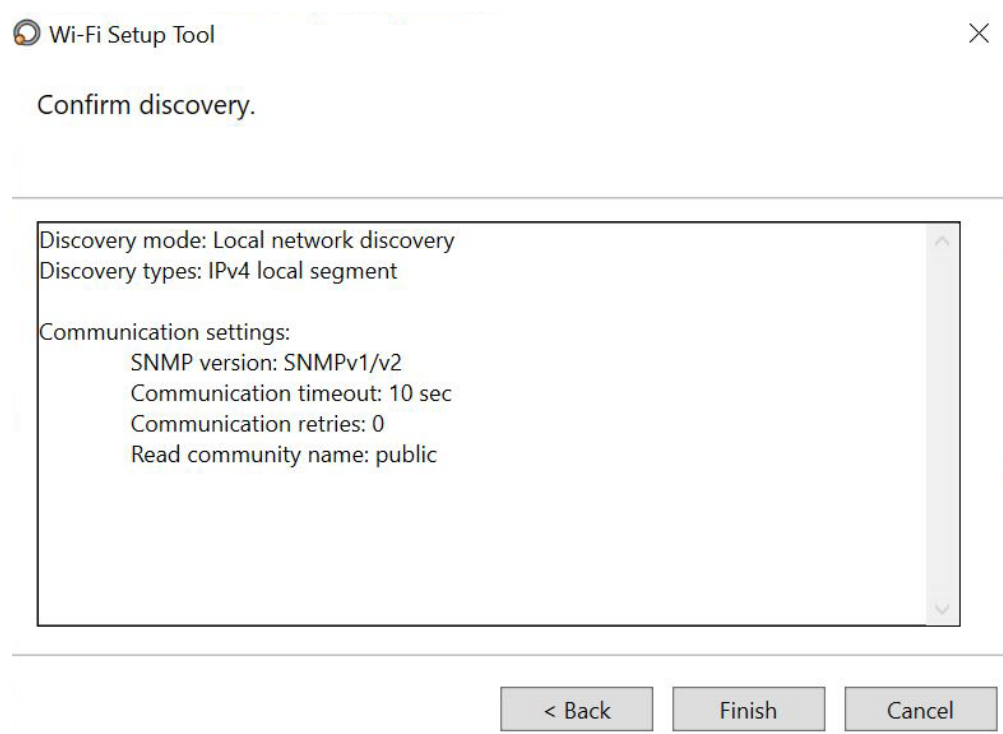 Wi-Fi Setup Tool
Confirm discovery.
Discovery mode: Local network discovery
Discovery types: IPv4 local segment
Communication settings:
SNMP version: SNMPv1/v2
Communication timeout: 10 sec
Communication retries: 0
Read community name: public
< Back
Finish
Cancel